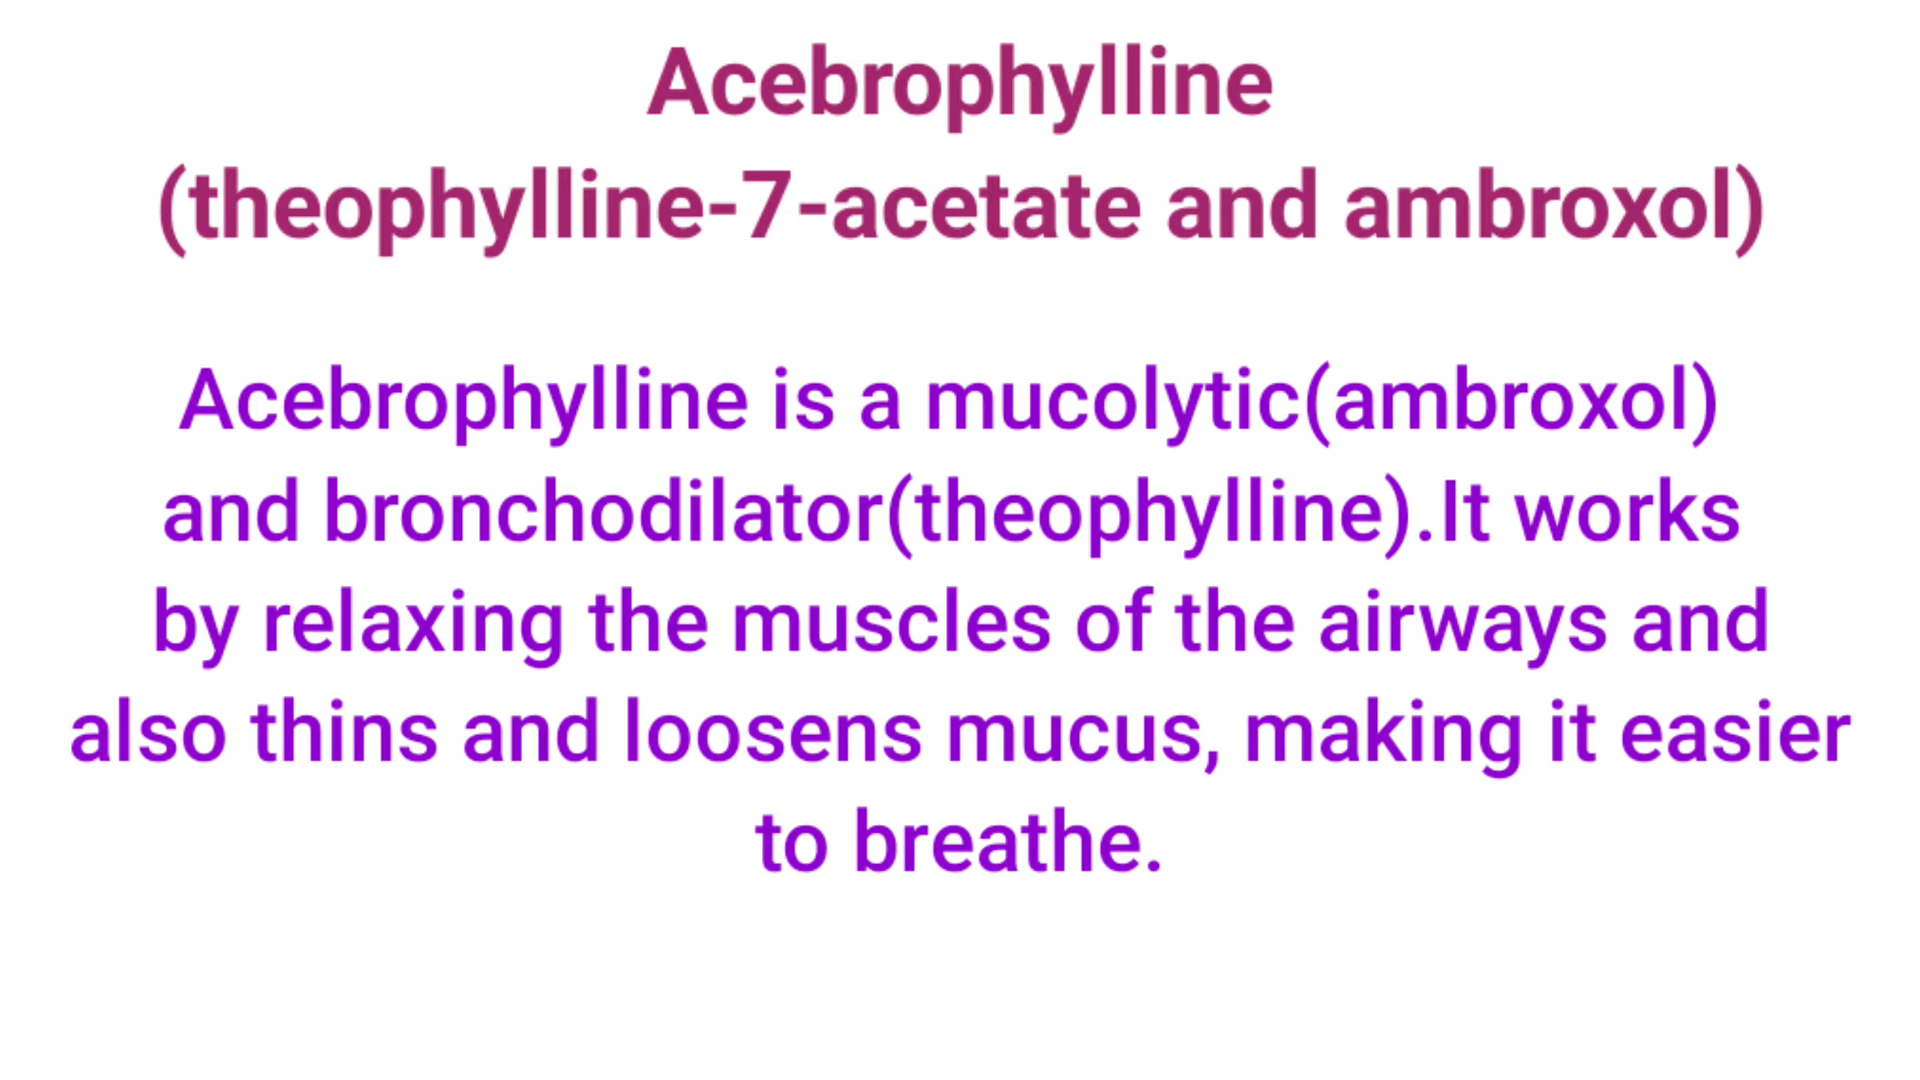 Acebrophylline
(theophylline-7-acetate and ambroxol)
Acebrophylline is a mucolytic(ambroxol)
and bronchodilator(theophylline).It works
by relaxing the muscles of the airways and
also thins and loosens mucus, making it easier
to breathe.